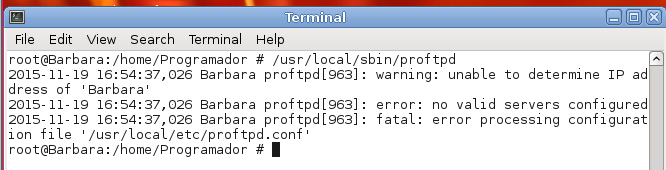 Terminal
File Edit View Search Terminal Help
root@Barbara:/home/Programador # /usr/local/sbin/proftpd
2015-11-19 16:54:37,026 Barbara proftpd[963]: warning: unable to determine IP ad
dress of 'Barbara'
2015-11-19 16:54:37,026 Barbara proftpd[963]: error: no valid servers configured
2015-11-19 16:54:37,026 Barbara proftpd[963]: fatal: error processing configurat
ion file '/usr/local/etc/proftpd.conf'
root@Barbara:/home/Programador #